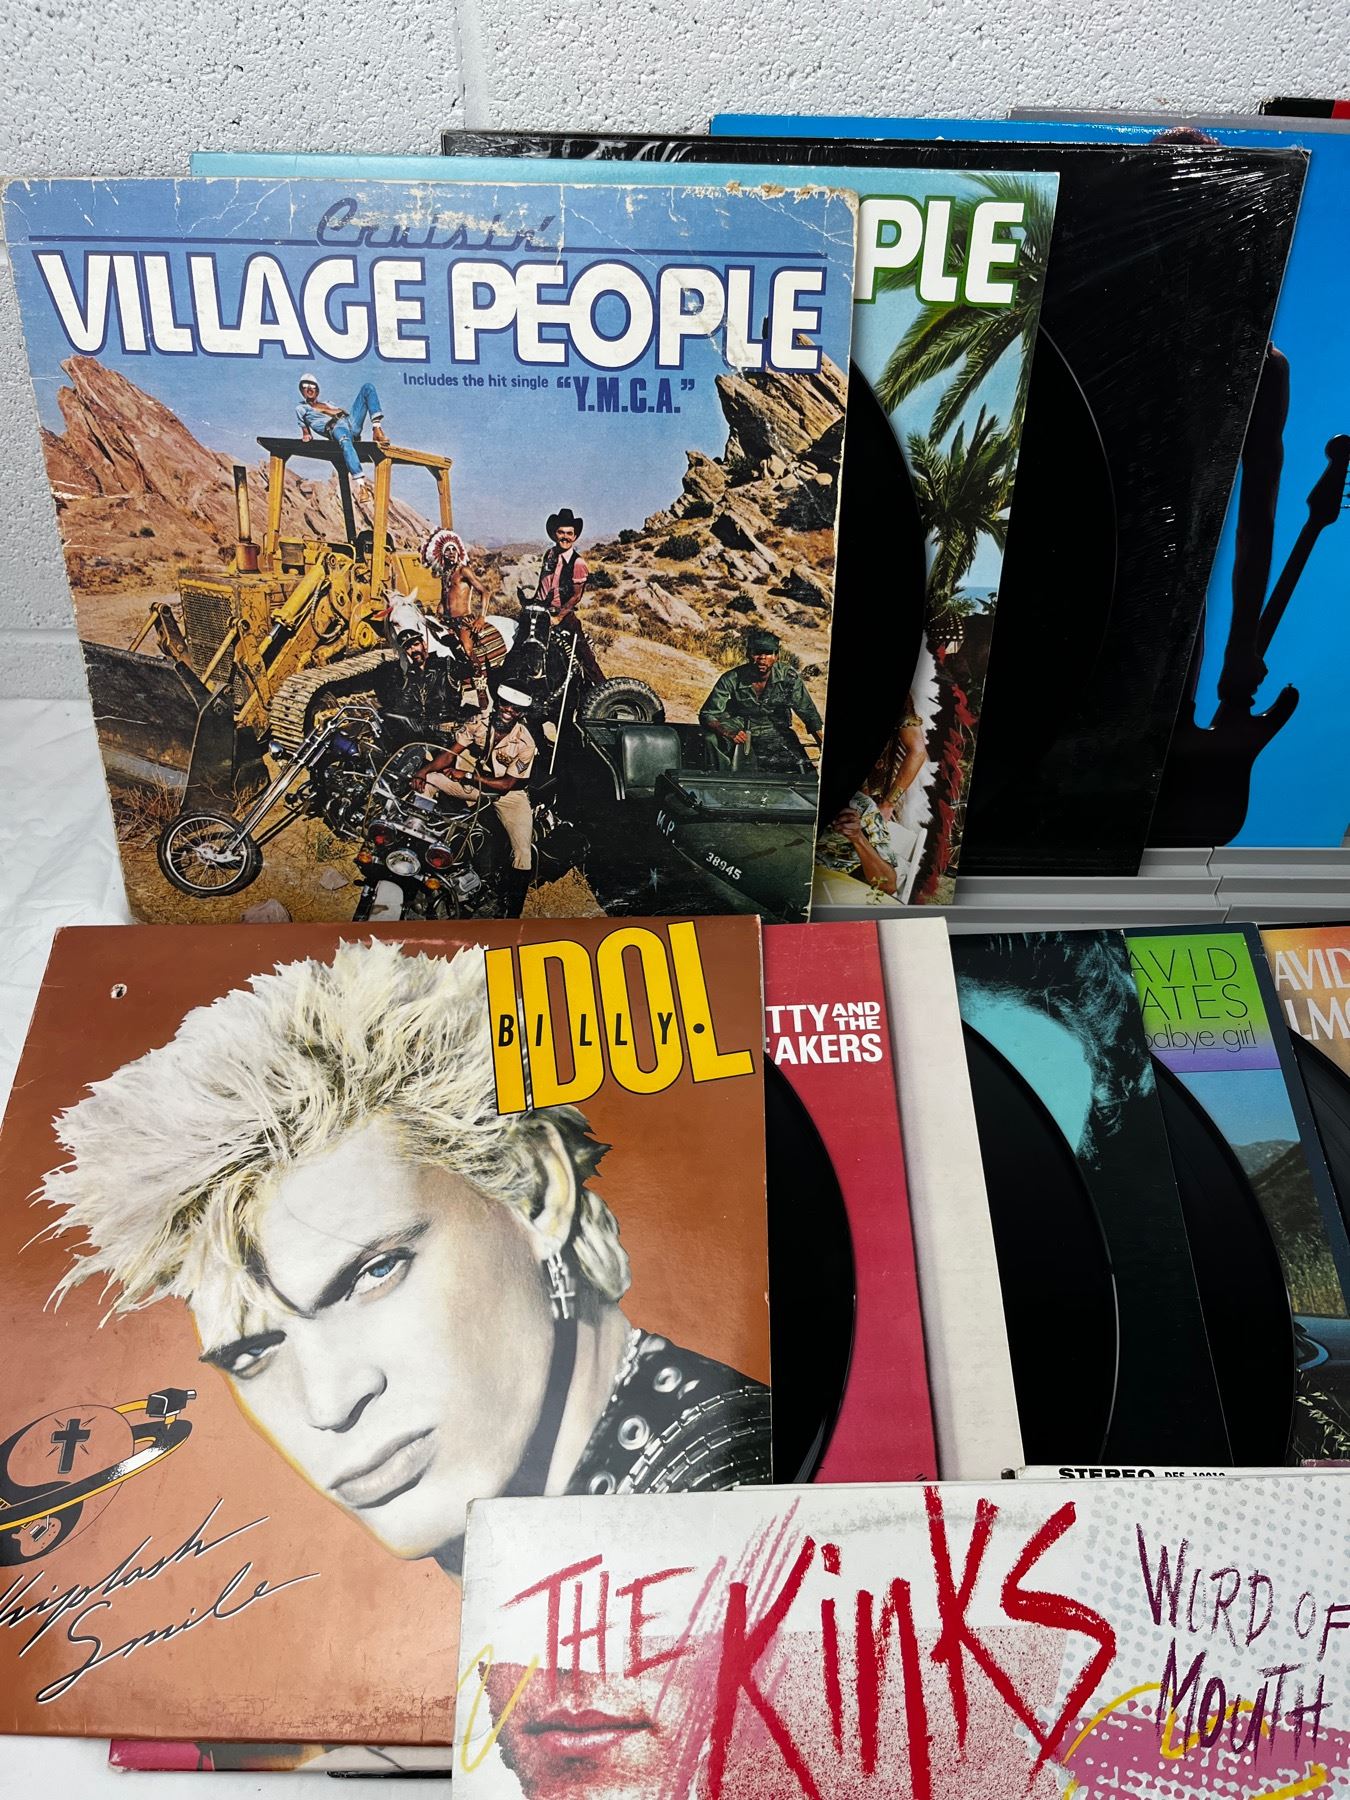 Cruisin'
VILLAGE PEOPLE
Includes the hit single "Y.M.C.A."
PLE
M.P.
38945
IDOL
BILLY.
TTY AND THE
AKERS
AVID
ATES
odbye girl
AVID
LMO
Whiplash
Smile
STEREO
THE KINKS
WORD OF
MOUTH